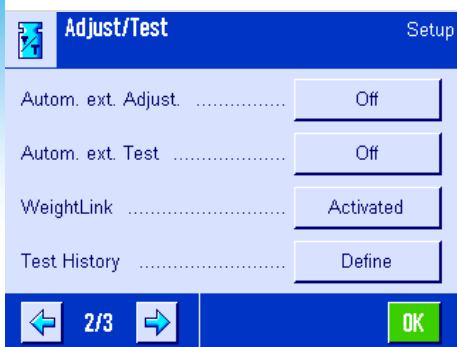 Adjust/Test Setup
Autom. ext. Adjust. ................ Off
Autom. ext. Test .................... Off
WeightLink ............................ Activated
Test History .......................... Define
2/3 OK